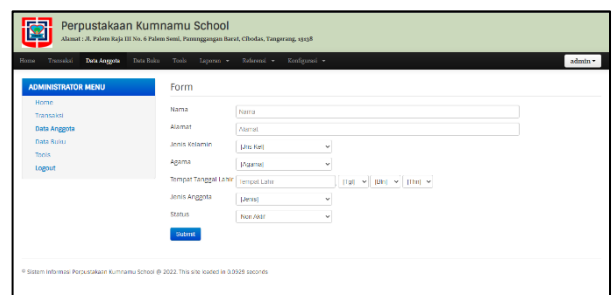 Perpustakaan Kumnamu School
Alamat : Jl. Palem Raja III No. 6 Palem Semi, Panunggangan Barat, Cibodas, Tangerang, 15138
Home Transaksi Data Anggota Data Buku Tools Laporan Referensi Konfigurasi admin
ADMINISTRATOR MENU
Home
Transaksi
Data Anggota
Data Buku
Tools
Logout
Form
Nama Nama
Alamat Alamat
Jenis Kelamin [Jns Kel]
Agama [Agama]
Tempat Tanggal Lahir Tempat Lahir [Tgl] [Bln] [Thn]
Jenis Anggota [Jenis]
Status Non Aktif
Submit
© Sistem Informasi Perpustakaan Kumnamu School @ 2022. This site loaded in 0.0325 seconds